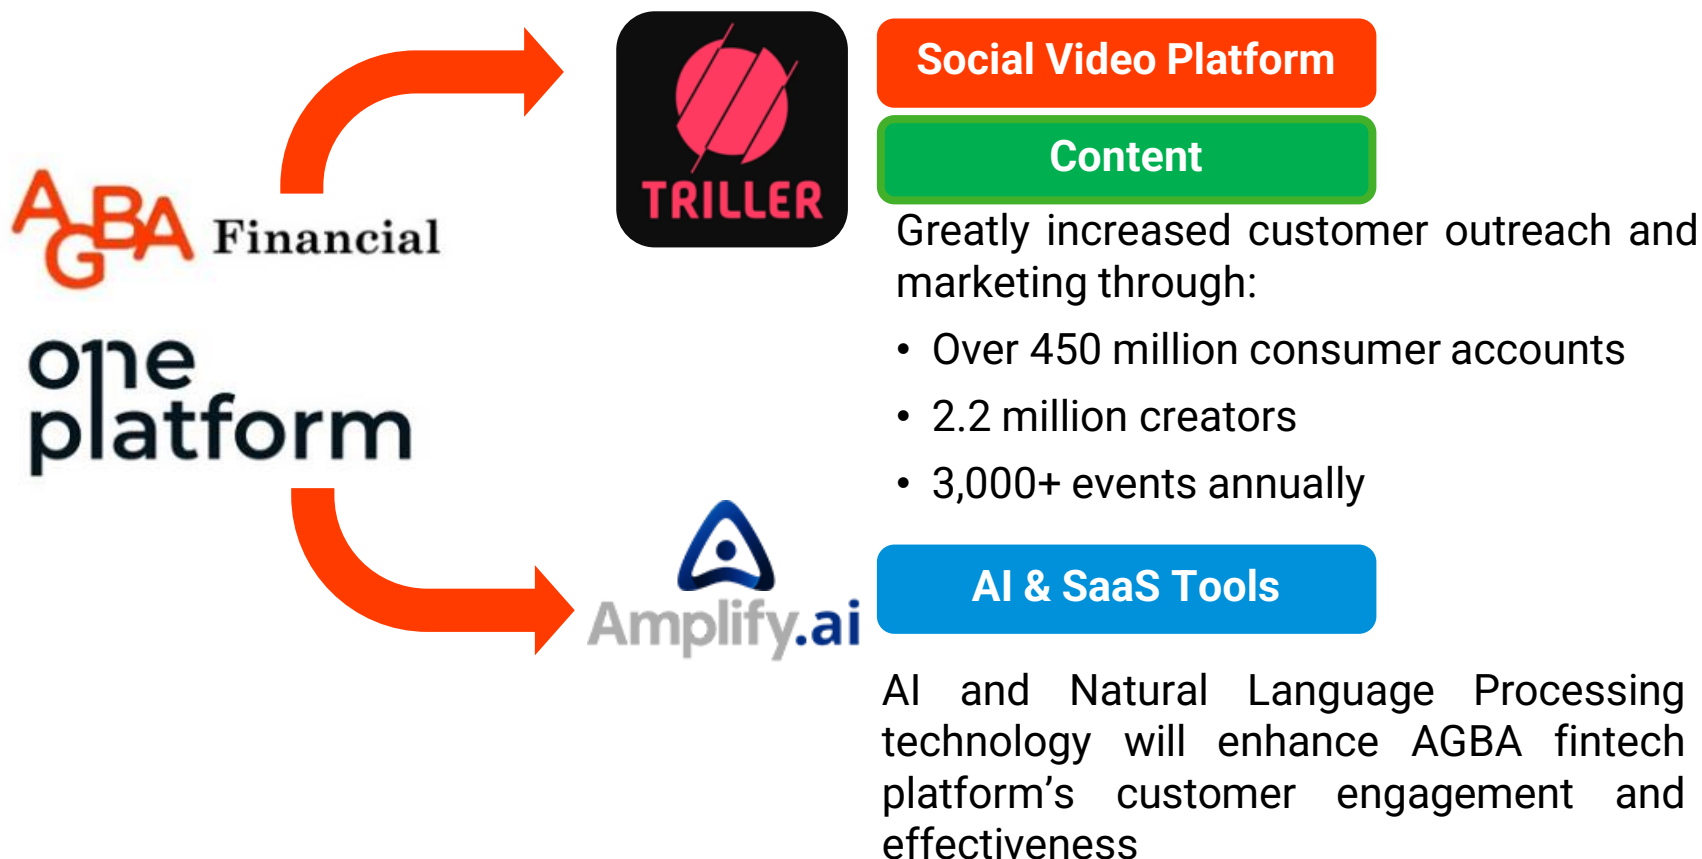 AGBA Financial
one
platform
TRILLER
Social Video Platform
Content
Greatly increased customer outreach and
marketing through:
• Over 450 million consumer accounts
• 2.2 million creators
• 3,000+ events annually
Amplify.ai
AI & SaaS Tools
AI and Natural Language Processing
technology will enhance AGBA fintech
platform’s customer engagement and
effectiveness